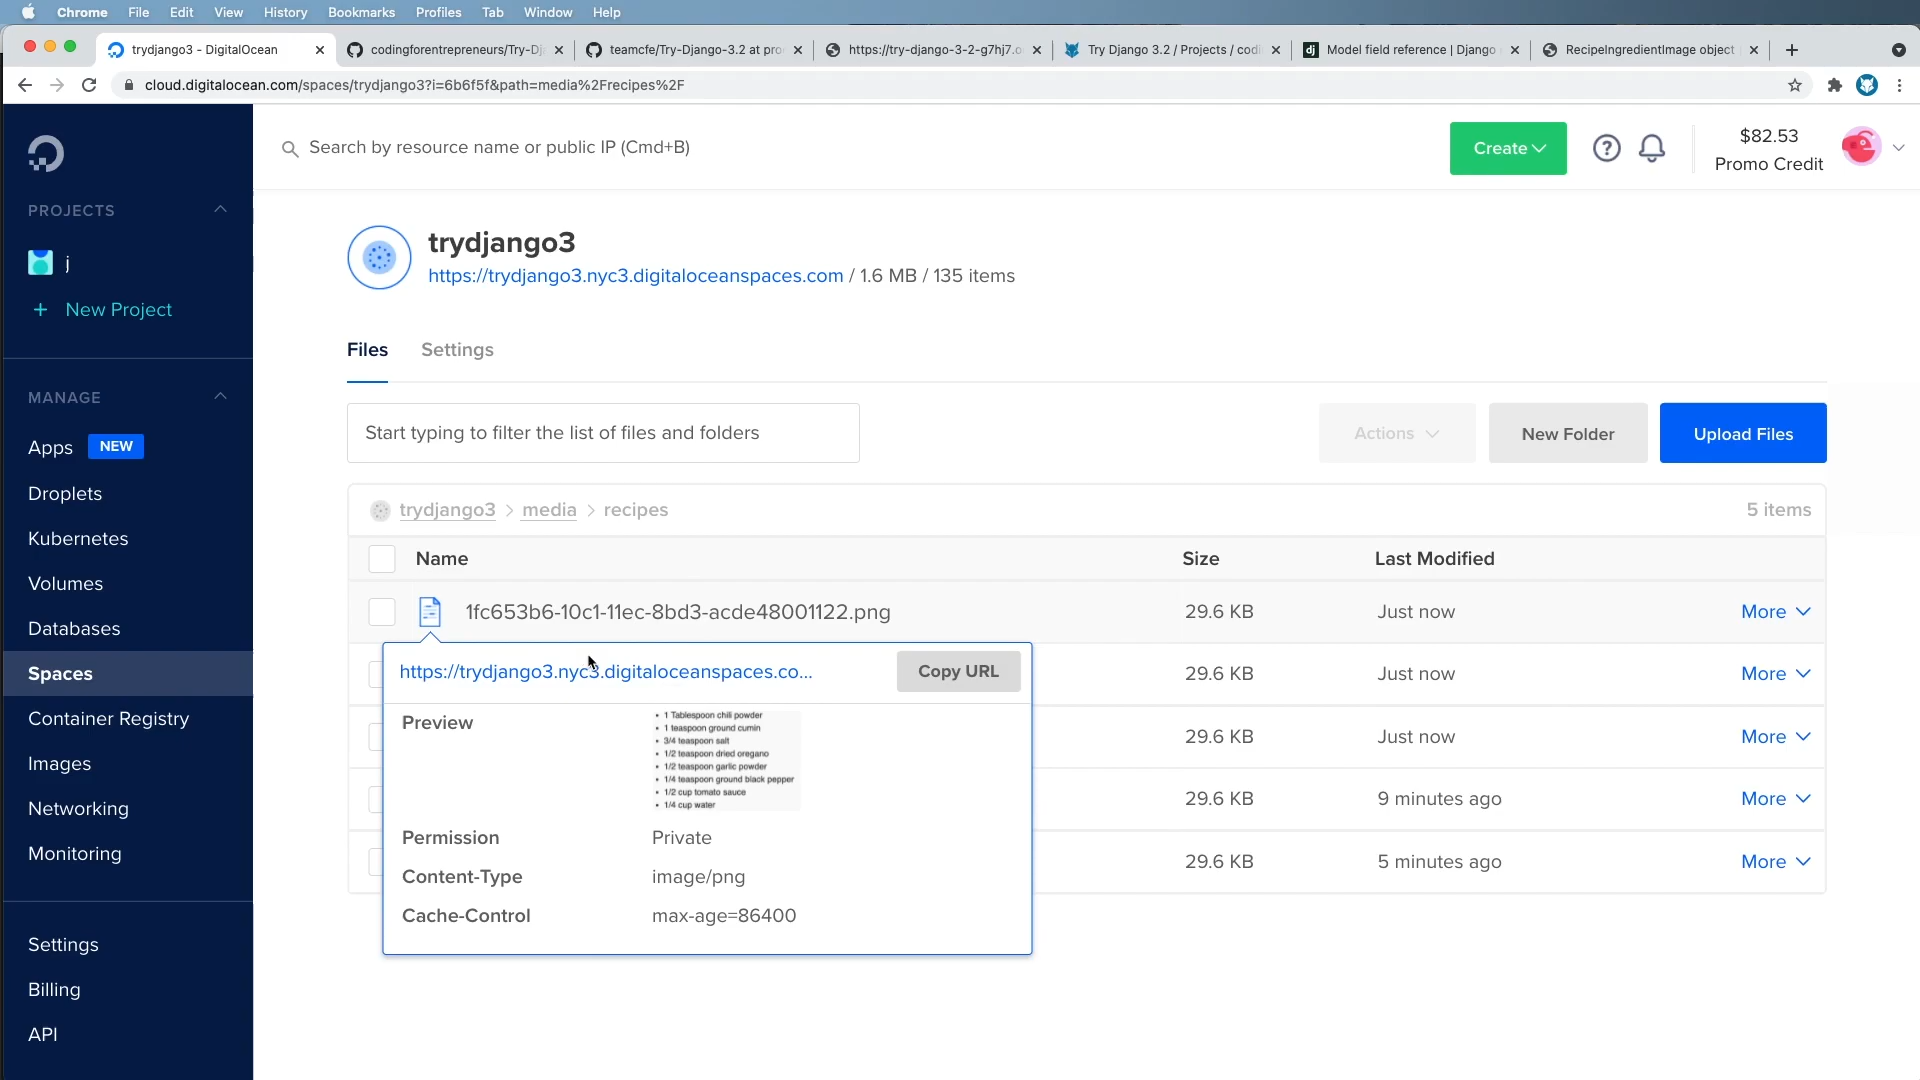 Chrome File Edit View History Bookmarks Profiles Tab Window Help
trydjango3 - DigitalOcean
codingforentrepreneurs/Try-Dj
teamcfe/Try-Django-3.2 at pro
https://try-django-3-2-g7hj7.o
Try Django 3.2 / Projects / codi
Model field reference | Django
RecipeIngredientImage object
cloud.digitalocean.com/spaces/trydjango3?i=6b6f5f&path=media%2Frecipes%2F
Search by resource name or public IP (Cmd+B)
Create
$82.53
Promo Credit
PROJECTS
j
+ New Project
MANAGE
Apps NEW
Droplets
Kubernetes
Volumes
Databases
Spaces
Container Registry
Images
Networking
Monitoring
Settings
Billing
API
trydjango3
https://trydjango3.nyc3.digitaloceanspaces.com / 1.6 MB / 135 items
Files Settings
Start typing to filter the list of files and folders
Actions
New Folder
Upload Files
trydjango3 > media > recipes 5 items
Name Size Last Modified
1fc653b6-10c1-11ec-8bd3-acde48001122.png 29.6 KB Just now More
29.6 KB Just now More
29.6 KB Just now More
29.6 KB 9 minutes ago More
29.6 KB 5 minutes ago More
https://trydjango3.nyc3.digitaloceanspaces.co...
Copy URL
Preview
• 1 Tablespoon chili powder
• 1 teaspoon ground cumin
• 3/4 teaspoon salt
• 1/2 teaspoon dried oregano
• 1/2 teaspoon garlic powder
• 1/4 teaspoon ground black pepper
• 1/2 cup tomato sauce
• 1/4 cup water
Permission Private
Content-Type image/png
Cache-Control max-age=86400